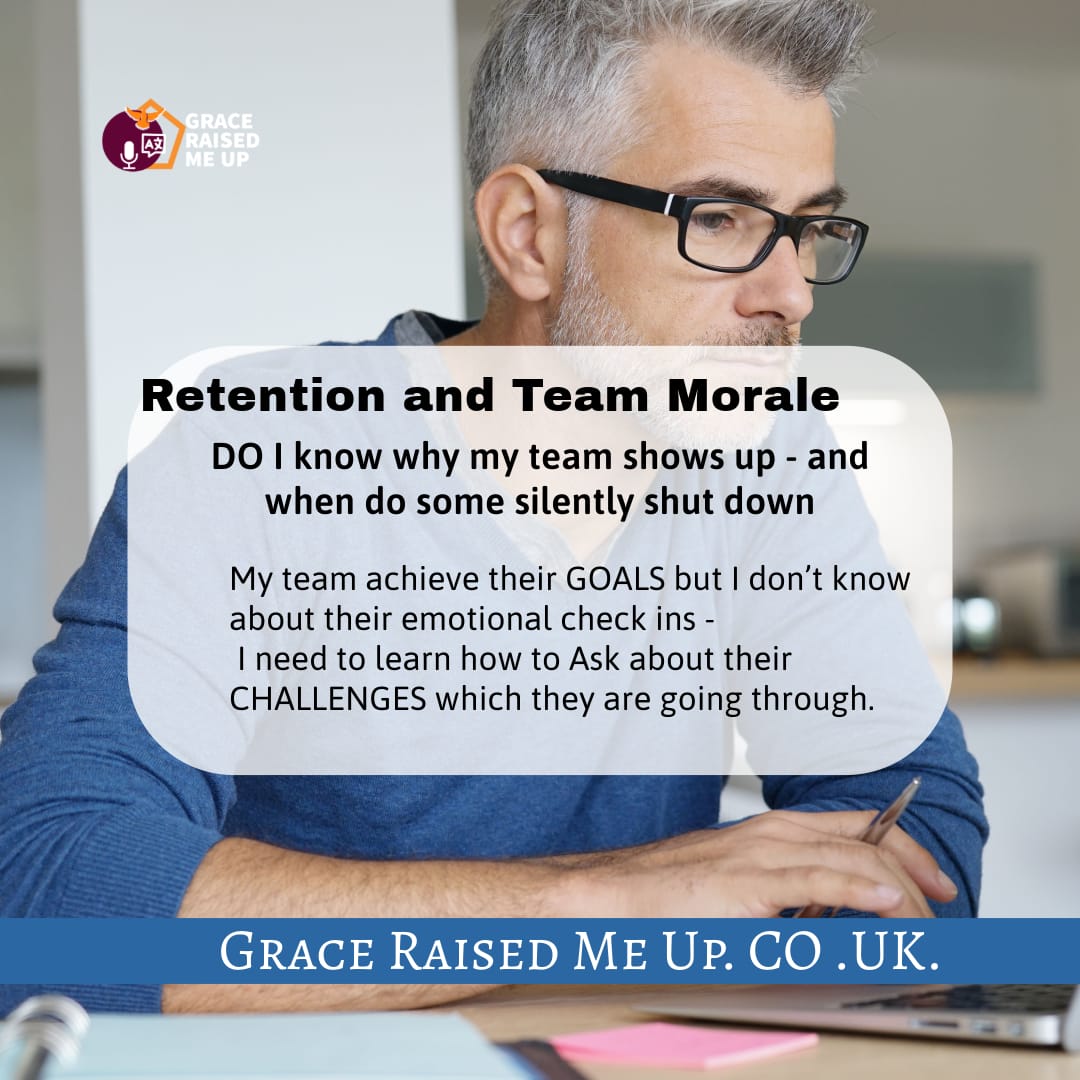 GRACE
RAISED
ME UP
Retention and Team Morale
DO I know why my team shows up - and
when do some silently shut down
My team achieve their GOALS but I don’t know
about their emotional check ins -
I need to learn how to Ask about their
CHALLENGES which they are going through.
GRACE RAISED ME UP. CO .UK.